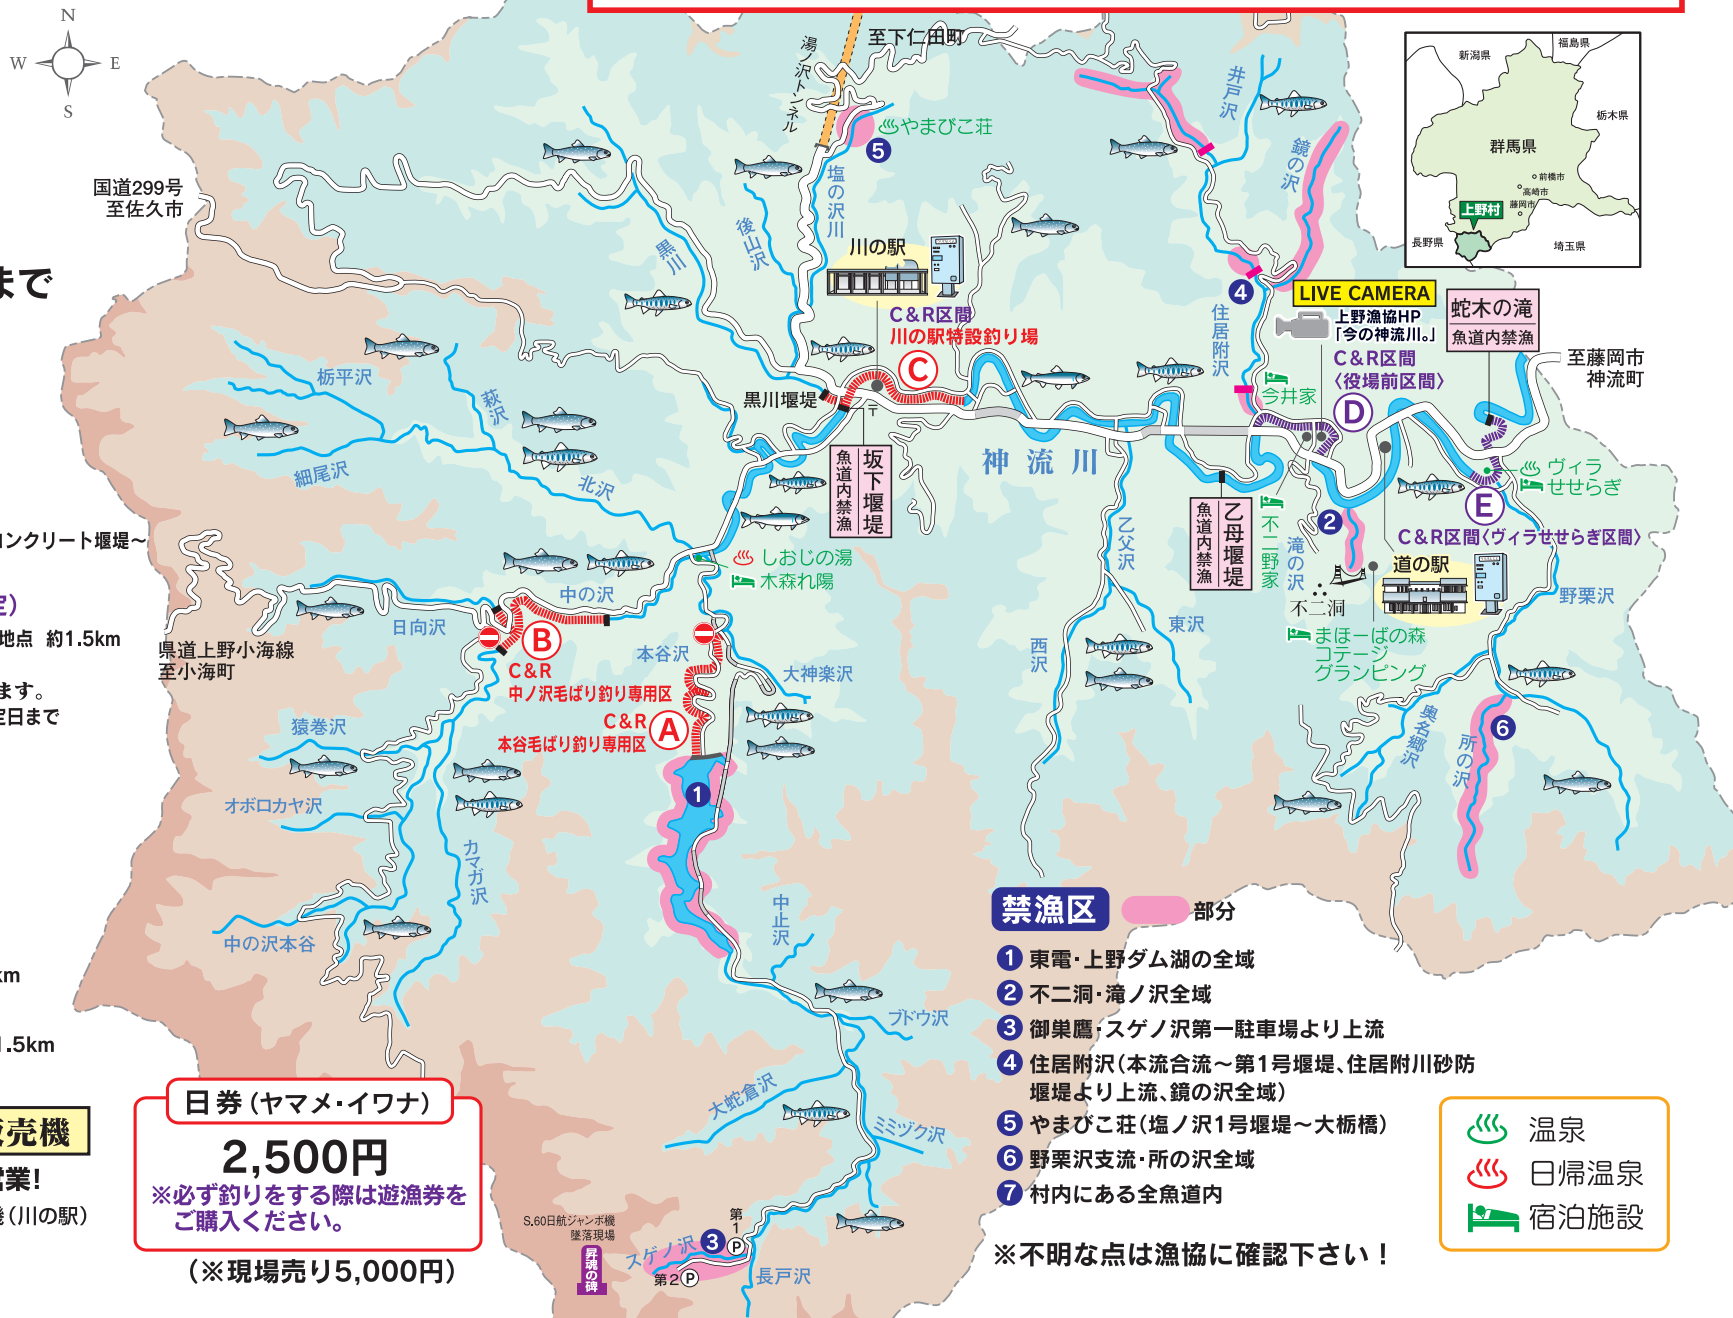 N
W
E
S
至下仁田町
湯ノ沢トンネル
やまびこ荘
5
井戸沢
鏡の沢
新潟県
福島県
栃木県
群馬県
前橋市
高崎市
藤岡市
上野村
長野県
埼玉県
国道299号
至佐久市
塩の沢川
後山沢
黒川
川の駅
C&R区間
川の駅特設釣り場
C
4
住居附沢
LIVE CAMERA
上野漁協HP
「今の神流川。」
C&R区間
〈役場前区間〉
D
蛇木の滝
魚道内禁漁
至藤岡市
神流町
まで
栃平沢
萩沢
細尾沢
北沢
黒川堰堤
〒
今井家
神流川
坂下堰堤
魚道内禁漁
乙母堰堤
魚道内禁漁
不二野家
滝の沢
2
ヴィラ
せせらぎ
E
C&R区間〈ヴィラせせらぎ区間〉
道の駅
不二洞
まほーばの森
コテージ
グランピング
野栗沢
コンクリート堰堤～
定）
地点 約1.5km
ます。
定日まで
しおじの湯
木森れ陽
中の沢
日向沢
県道上野小海線
至小海町
B
C&R
中ノ沢毛ばり釣り専用区
本谷沢
大神楽沢
C&R
本谷毛ばり釣り専用区
A
乙父沢
西沢
東沢
奥名郷沢
所の沢
6
猿巻沢
オボロカヤ沢
カマガ沢
中の沢本谷
1
中止沢
ブドウ沢
大蛇倉沢
ミミヅク沢
スゲノ沢
3
第1
P
第2
P
長戸沢
S.60日航ジャンボ機
墜落現場
昇魂の碑
km
1.5km
販売機
営業！
機（川の駅）
日券（ヤマメ・イワナ）
2,500円
※必ず釣りをする際は遊漁券を
ご購入ください。
（※現場売り5,000円）
禁漁区
部分
1 東電・上野ダム湖の全域
2 不二洞・滝ノ沢全域
3 御巣鷹・スゲノ沢第一駐車場より上流
4 住居附沢（本流合流～第1号堰堤、住居附川砂防
堰堤より上流、鏡の沢全域）
5 やまびこ荘（塩ノ沢1号堰堤～大栃橋）
6 野栗沢支流・所の沢全域
7 村内にある全魚道内
※不明な点は漁協に確認下さい！
温泉
日帰温泉
宿泊施設